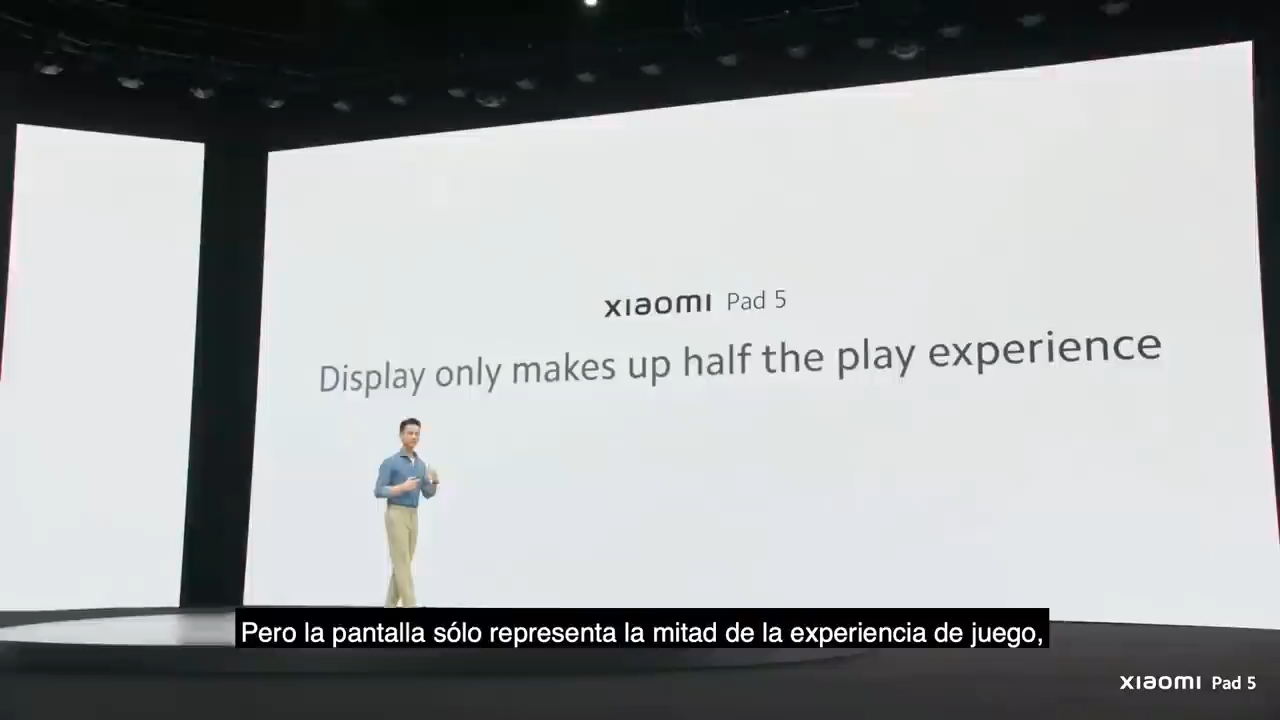 xiaomi Pad 5
Display only makes up half the play experience
Pero la pantalla sólo representa la mitad de la experiencia de juego,
xiaomi Pad 5